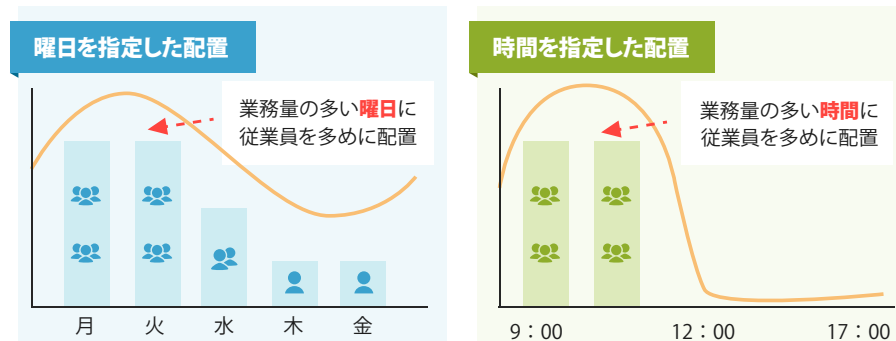 曜日を指定した配置
業務量の多い曜日に
従業員を多めに配置
月 火 水 木 金
時間を指定した配置
業務量の多い時間に
従業員を多めに配置
9：00 12：00 17：00